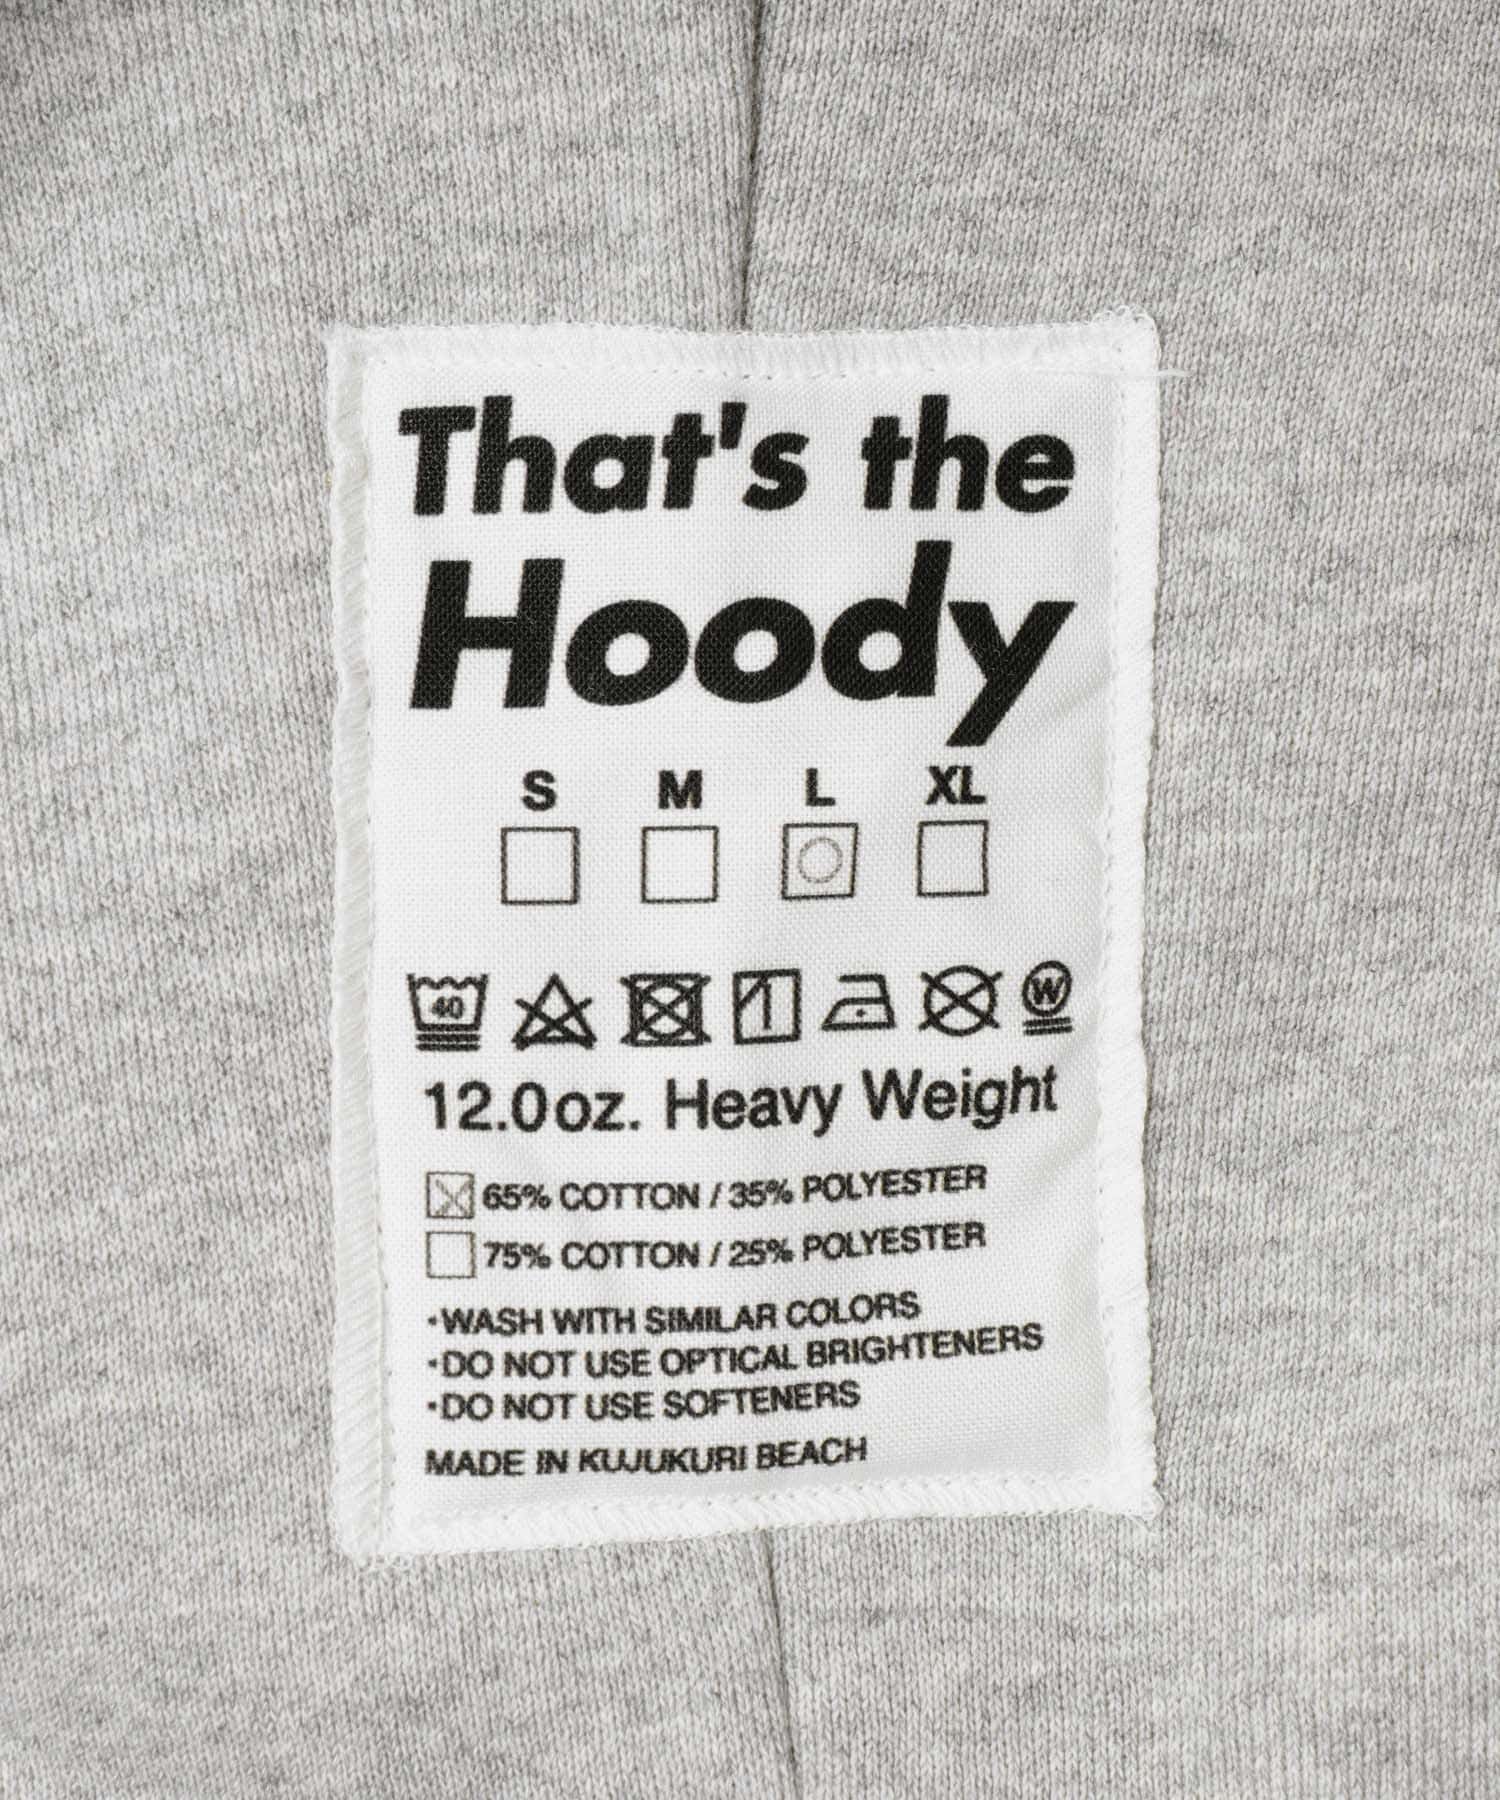 That's the
Hoody
S M L XL
40 W
12.0oz. Heavy Weight
65% COTTON / 35% POLYESTER
75% COTTON / 25% POLYESTER
・WASH WITH SIMILAR COLORS
・DO NOT USE OPTICAL BRIGHTENERS
・DO NOT USE SOFTENERS
MADE IN KUJUKURI BEACH